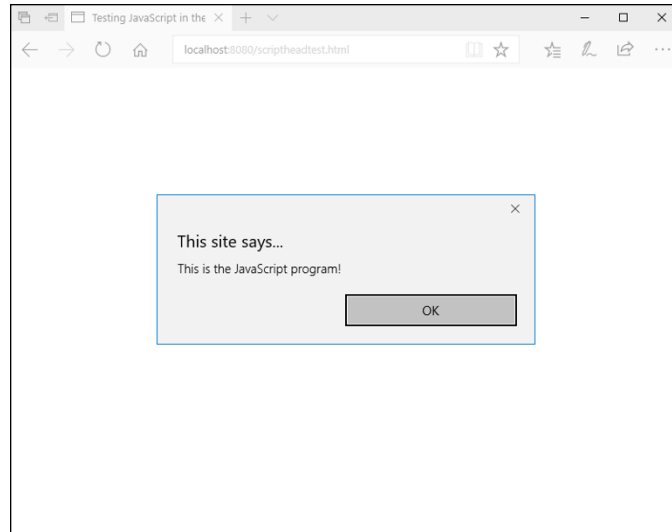 Testing JavaScript in the
localhost:8080/scriptheadtest.html
This site says...
This is the JavaScript program!
OK